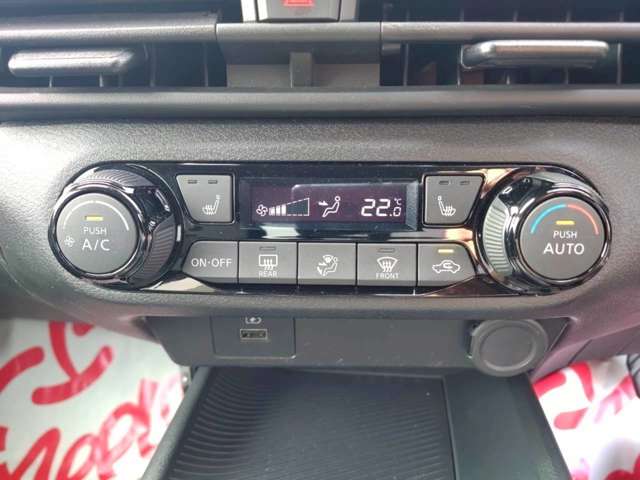 PUSH
A/C
22.0
°C
PUSH
AUTO
ON·OFF
REAR
FRONT